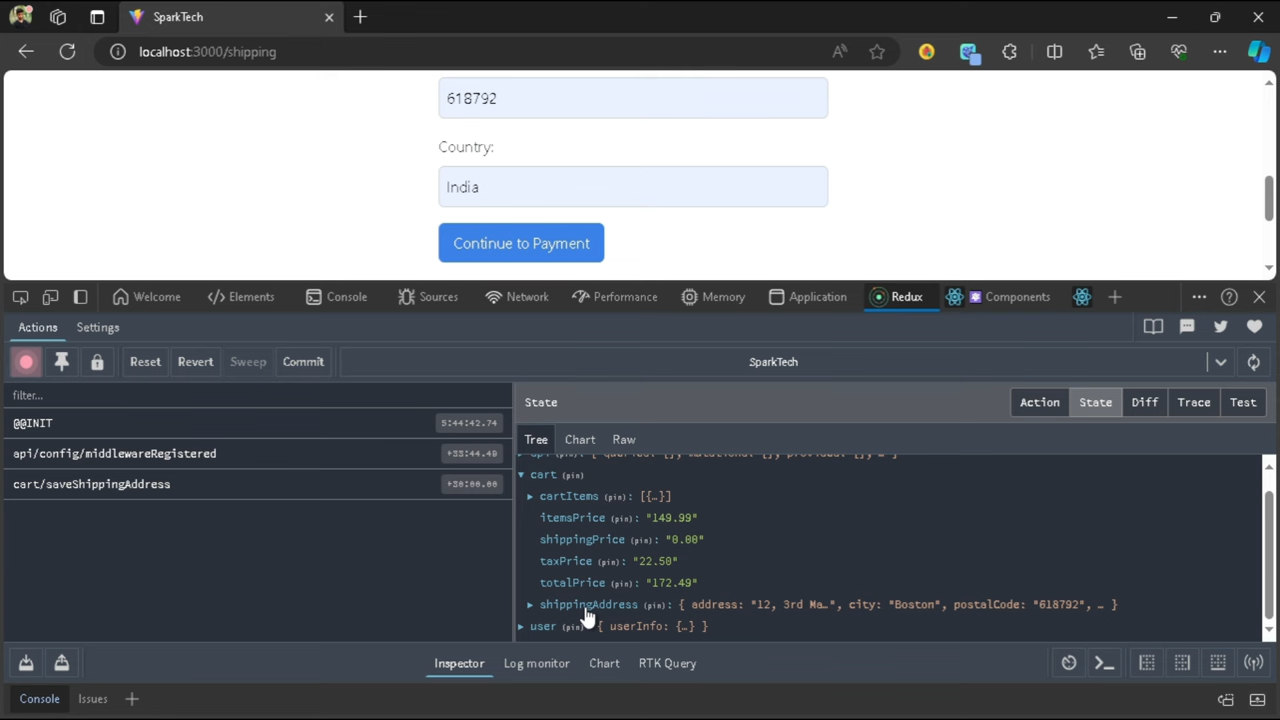 SparkTech
localhost:3000/shipping
618792
Country:
India
Continue to Payment
Welcome
Elements
Console
Sources
Network
Performance
Memory
Application
Redux
Components
Actions
Settings
Reset
Revert
Sweep
Commit
SparkTech
filter...
@@INIT
5:44:42.74
api/config/middlewareRegistered
cart/saveShippingAddress
State
Action
State
Diff
Trace
Test
Tree
Chart
Raw
cart (pin)
cartItems (pin): [{…}]
itemsPrice (pin): "149.99"
shippingPrice (pin): "0.00"
taxPrice (pin): "22.50"
totalPrice (pin): "172.49"
shippingAddress (pin): { address: "12, 3rd Ma…", city: "Boston", postalCode: "618792", … }
user (pin) { userInfo: {…} }
Inspector
Log monitor
Chart
RTK Query
Console
Issues